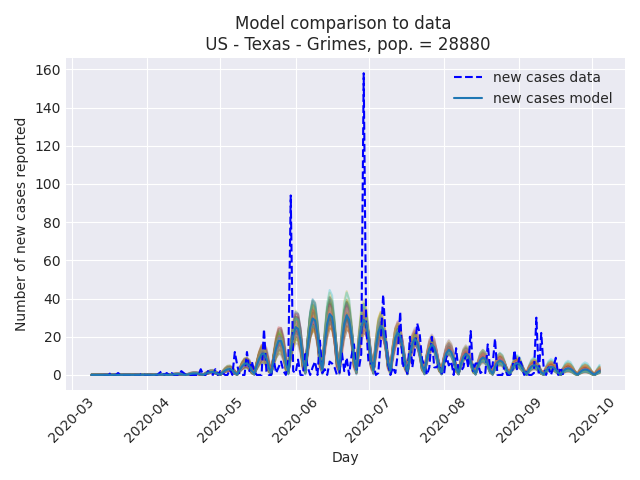 Model comparison to data
US - Texas - Grimes, pop. = 28880
Number of new cases reported
160
140
120
100
80
60
40
20
0
new cases data
new cases model
2020-03
2020-04
2020-05
2020-06
2020-07
2020-08
2020-09
2020-10
Day